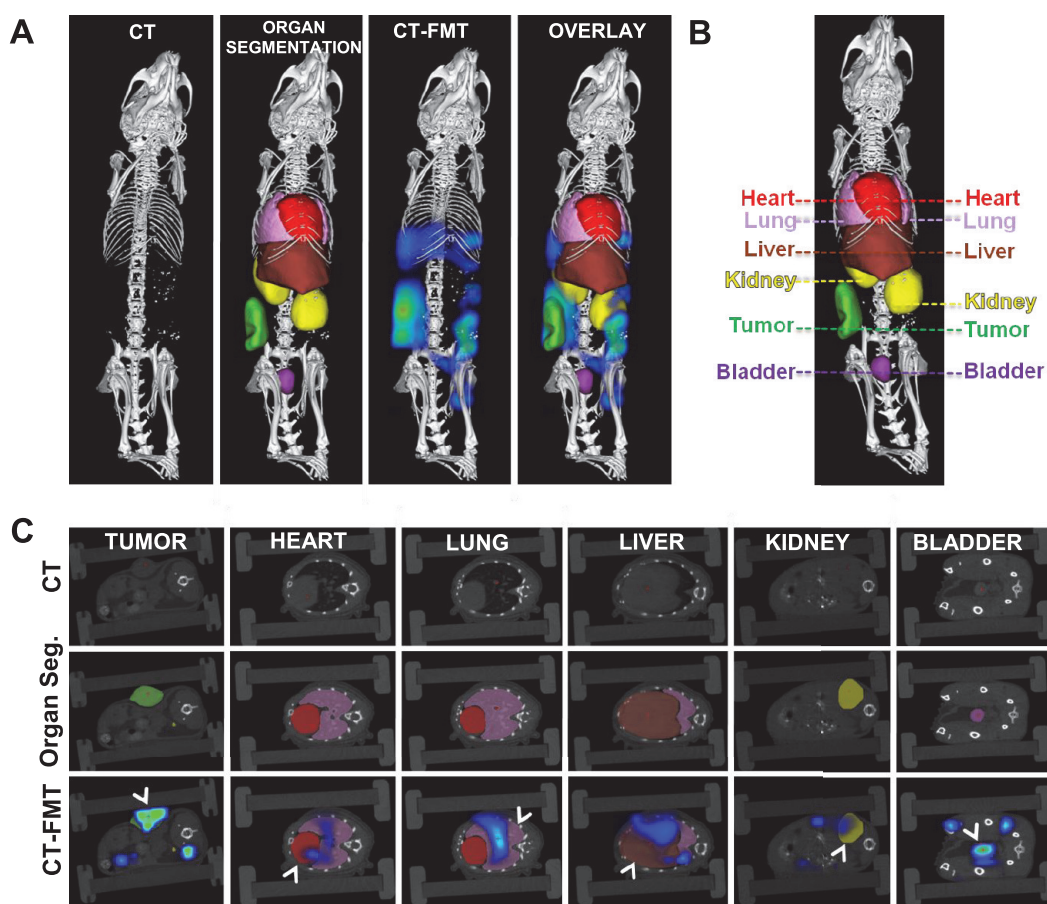 A
CT
ORGAN
SEGMENTATION
CT-FMT
OVERLAY
B
Heart
Heart
Lung
Lung
Liver
Liver
Kidney
Kidney
Tumor
Tumor
Bladder
Bladder
C
TUMOR
HEART
LUNG
LIVER
KIDNEY
BLADDER
CT
Organ Seg.
CT-FMT